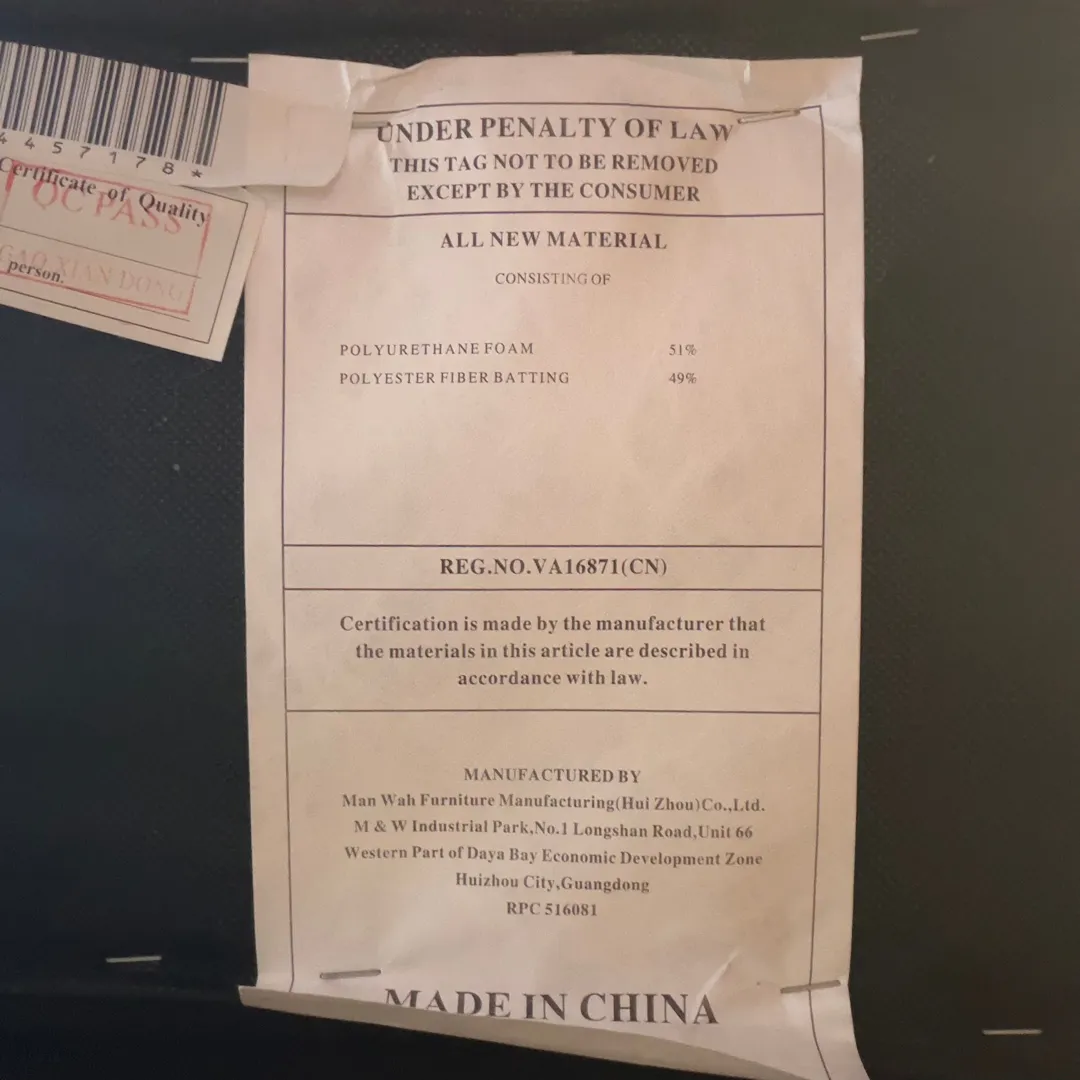 4457178*
Certificate of Quality
QC PASS
GAO XIAN DONG
person.
UNDER PENALTY OF LAW
THIS TAG NOT TO BE REMOVED
EXCEPT BY THE CONSUMER
ALL NEW MATERIAL
CONSISTING OF
POLYURETHANE FOAM 51%
POLYESTER FIBER BATTING 49%
REG.NO.VA16871(CN)
Certification is made by the manufacturer that
the materials in this article are described in
accordance with law.
MANUFACTURED BY
Man Wah Furniture Manufacturing(Hui Zhou)Co.,Ltd.
M & W Industrial Park,No.1 Longshan Road,Unit 66
Western Part of Daya Bay Economic Development Zone
Huizhou City,Guangdong
RPC 516081
MADE IN CHINA